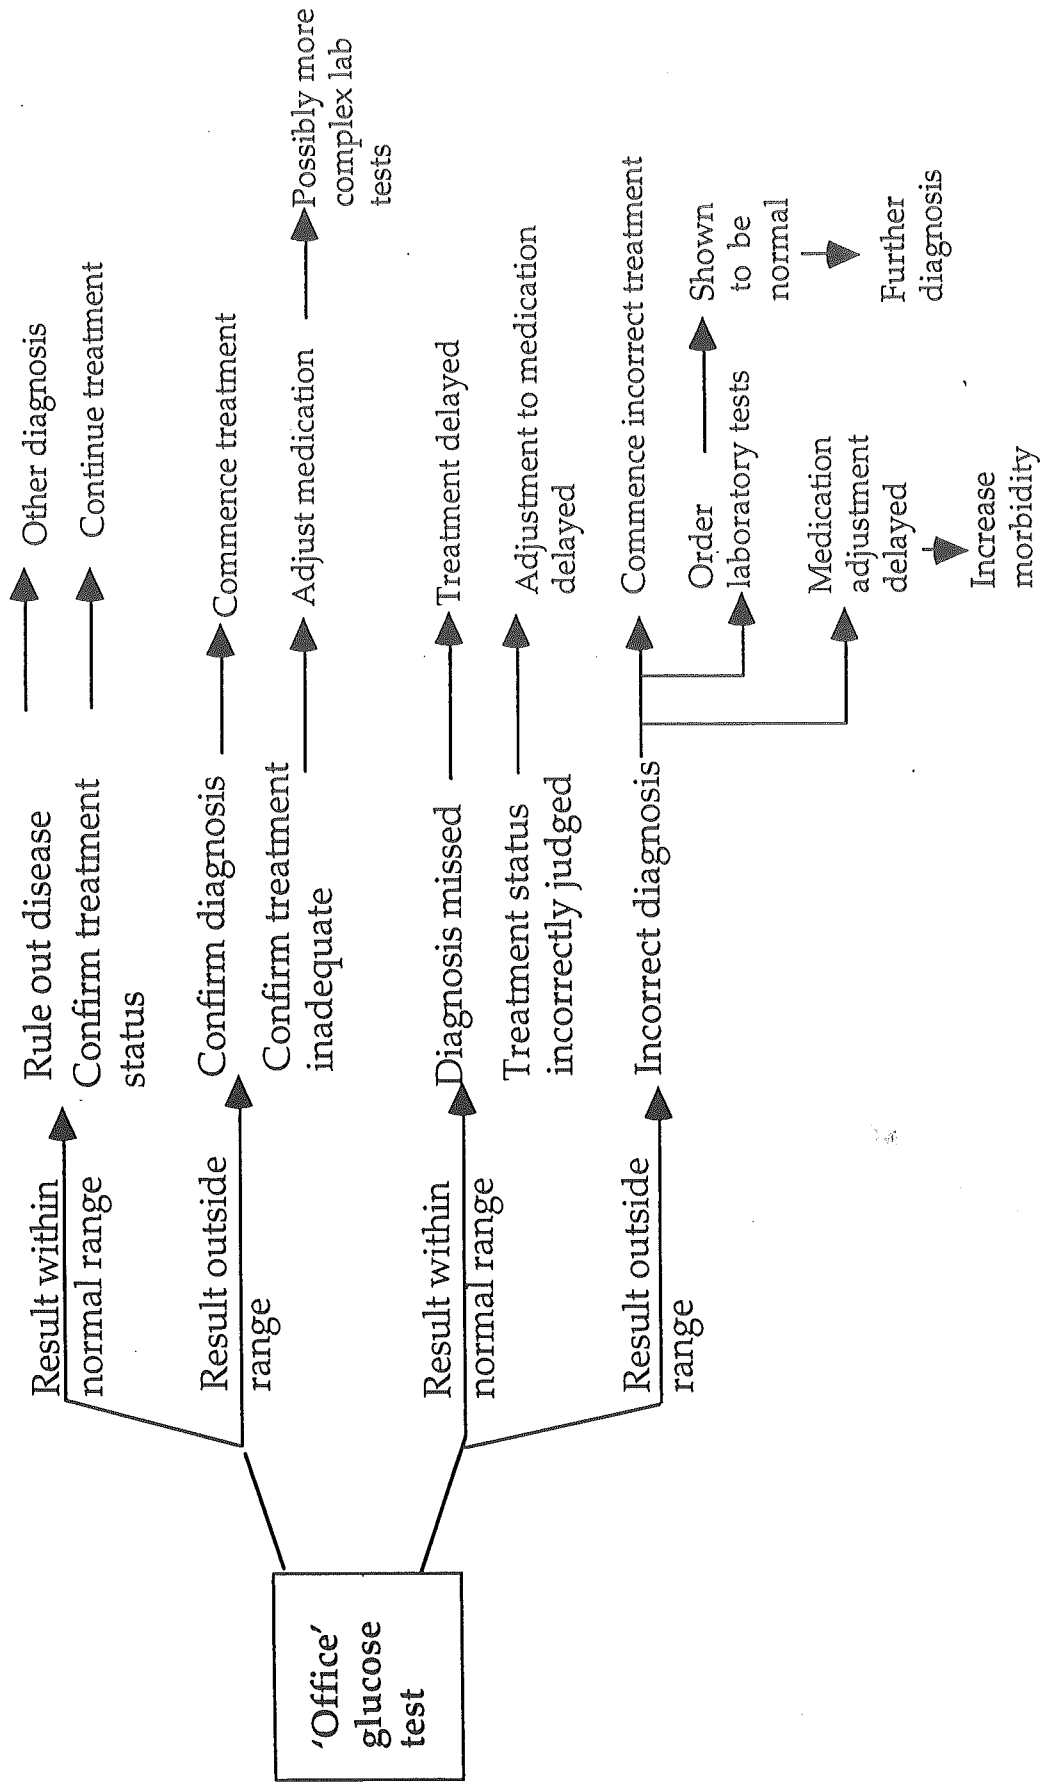 'Office'
glucose
test
Result within
normal range
Rule out disease
Other diagnosis
Confirm treatment
status
Continue treatment
Result outside
range
Confirm diagnosis
Commence treatment
Confirm treatment
inadequate
Adjust medication
Possibly more
complex lab
tests
Result within
normal range
Diagnosis missed
Treatment delayed
Treatment status
incorrectly judged
Adjustment to medication
delayed
Result outside
range
Incorrect diagnosis
Commence incorrect treatment
Order
laboratory tests
Shown
to be
normal
Further
diagnosis
Medication
adjustment
delayed
Increase
morbidity